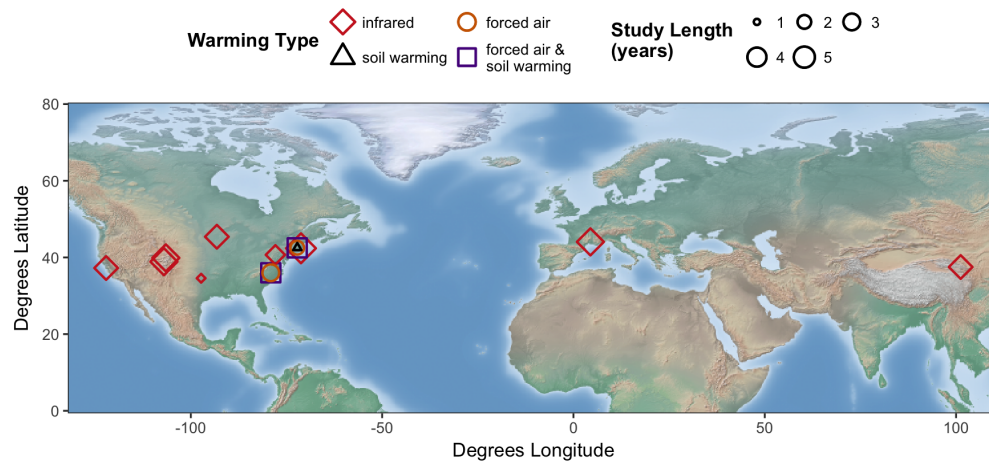 Warming Type
infrared
forced air
soil warming
forced air &
soil warming
Study Length
(years)
1
2
3
4
5
Degrees Latitude
80
60
40
20
0
-100
-50
0
50
100
Degrees Longitude